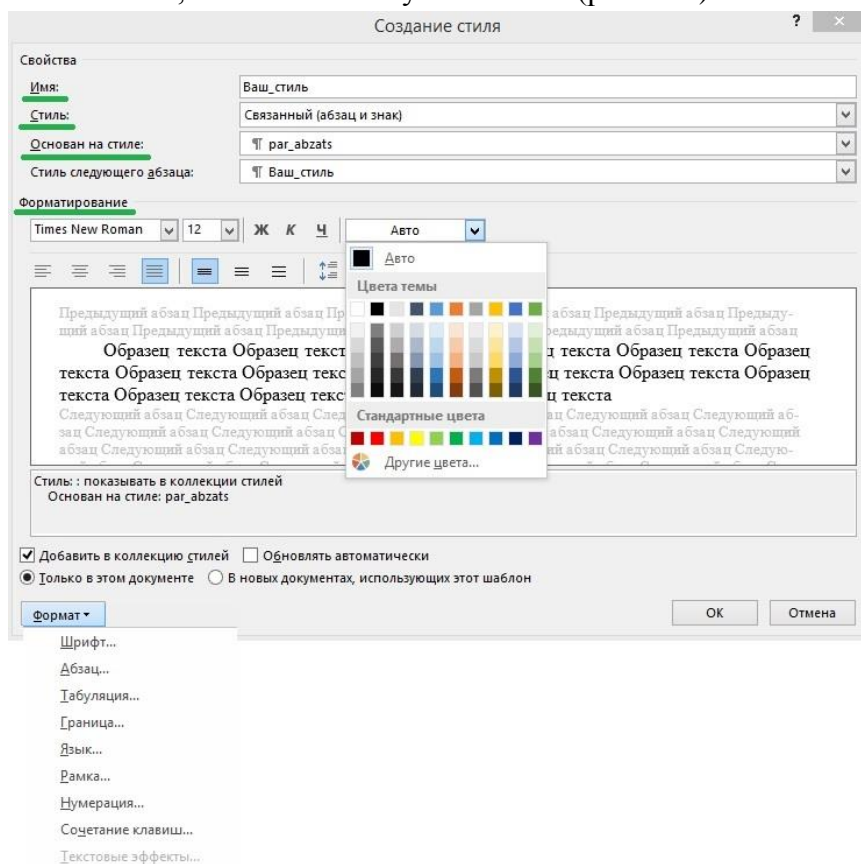 Создание стиля ? ×
Свойства
Имя: Ваш_стиль
Стиль: Связанный (абзац и знак)
Основан на стиле: ¶ par_abzats
Стиль следующего абзаца: ¶ Ваш_стиль
Форматирование
Times New Roman 12 Ж К Ч Авто
Авто
Цвета темы
Предыдущий абзац Предыдущий абзац Пр абзац Предыдущий абзац Предыду-
щий абзац Предыдущий абзац Предыдущи едыдущий абзац Предыдущий абзац
Образец текста Образец текст ц текста Образец текста Образец
текста Образец текста Образец текс ц текста Образец текста Образец
текста Образец текста Образец текст ц текста
Стандартные цвета
Следующий абзац Следующий абзац След ац Следующий абзац Следующий аб-
зац Следующий абзац Следующий абзац С абзац Следующий абзац Следующий
абзац Следующий абзац Следующий абзац ий абзац Следующий абзац Следую-
Другие цвета...
Стиль: : показывать в коллекции стилей
Основан на стиле: par_abzats
Добавить в коллекцию стилей Обновлять автоматически
Только в этом документе В новых документах, использующих этот шаблон
Формат ОК Отмена
Шрифт...
Абзац...
Табуляция...
Граница...
Язык...
Рамка...
Нумерация...
Сочетание клавиш...
Текстовые эффекты...